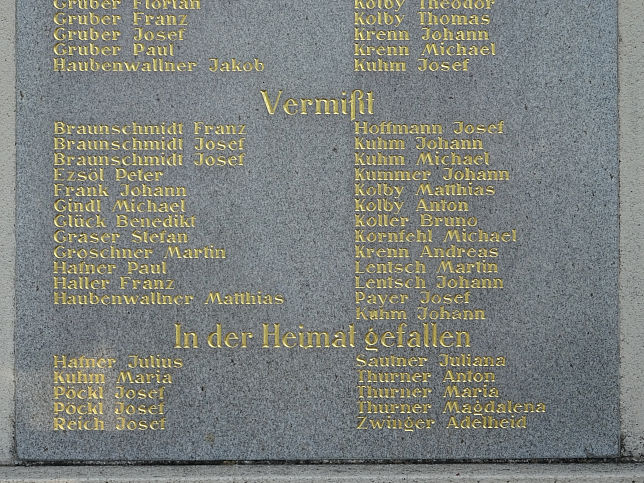 Gruber Florian
Gruber Franz
Gruber Josef
Gruber Paul
Haubenwallner Jakob
Kolby Theodor
Kolby Thomas
Krenn Johann
Krenn Michael
Kuhm Josef
Vermißt
Braunschmidt Franz
Braunschmidt Josef
Braunschmidt Josef
Ezsöl Peter
Frank Johann
Gindl Michael
Glück Benedikt
Graser Stefan
Groschner Martin
Hafner Paul
Haller Franz
Haubenwallner Matthias
Hoffmann Josef
Kuhm Johann
Kuhm Michael
Kummer Johann
Kolby Matthias
Kolby Anton
Koller Bruno
Kornfehl Michael
Krenn Andreas
Lentsch Martin
Lentsch Johann
Payer Josef
Kuhm Johann
In der Heimat gefallen
Hafner Julius
Kuhm Maria
Pöckl Josef
Pöckl Josef
Reich Josef
Sautner Juliana
Thurner Anton
Thurner Maria
Thurner Magdalena
Zwinger Adelheid